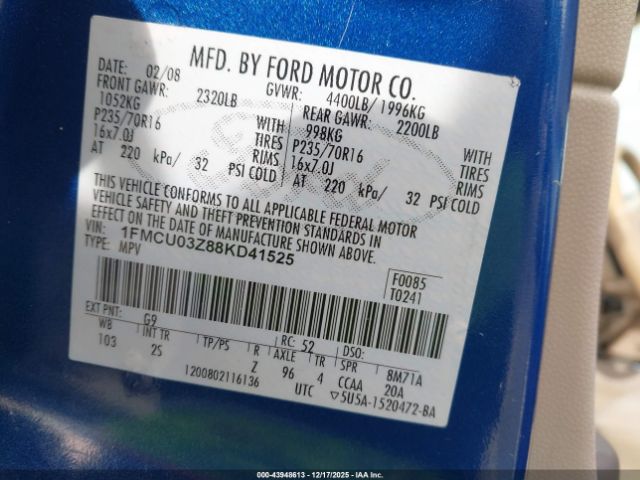 MFD. BY FORD MOTOR CO.
DATE: 02/08 GVWR: 4400LB/1996KG
FRONT GAWR: 2320LB REAR GAWR: 2200LB
1052KG WITH 998KG WITH
P235/70R16 TIRES P235/70R16 TIRES
16x7.0J RIMS 16x7.0J RIMS
AT 220 kPa/ 32 PSI COLD AT 220 kPa/ 32 PSI COLD
THIS VEHICLE CONFORMS TO ALL APPLICABLE FEDERAL MOTOR
VEHICLE SAFETY AND THEFT PREVENTION STANDARDS IN
EFFECT ON THE DATE OF MANUFACTURE SHOWN ABOVE.
VIN: 1FMCU03Z88KD41525
TYPE: MPV
F0085
T0241
EXT PNT: G9 RC: 52 DSO:
WB INT TR TP/PS R AXLE TR SPR 8M71A
103 2S Z 96 4 CCAA 20A
1200802116136 UTC ▽5U5A-1520472-BA
000-43948613 - 12/17/2025 - IAA Inc.